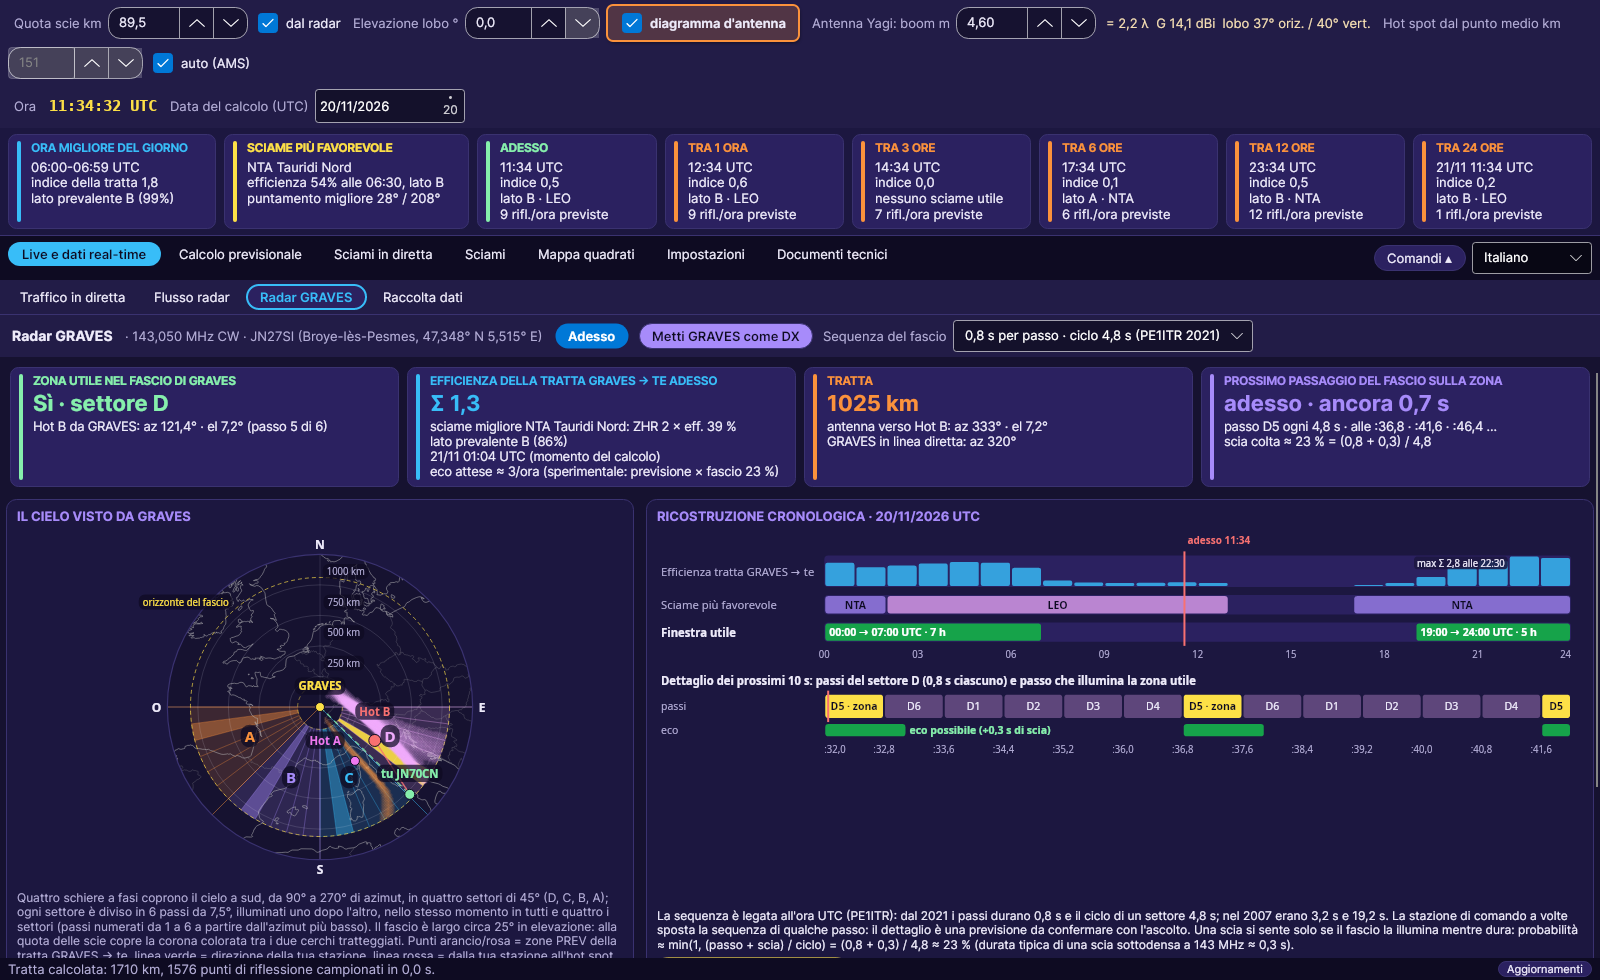 Quota scie km 89,5 dal radar Elevazione lobo ° 0,0 diagramma d'antenna Antenna Yagi: boom m 4,60 = 2,2 λ G 14,1 dBi lobo 37° oriz. / 40° vert. Hot spot dal punto medio km
151 auto (AMS)
Ora 11:34:32 UTC Data del calcolo (UTC) 20/11/2026 20
ORA MIGLIORE DEL GIORNO
06:00-06:59 UTC
indice della tratta 1,8
lato prevalente B (99%)
SCIAME PIÙ FAVOREVOLE
NTA Tauridi Nord
efficienza 54% alle 06:30, lato B
puntamento migliore 28° / 208°
ADESSO
11:34 UTC
indice 0,5
lato B · LEO
9 rifl./ora previste
TRA 1 ORA
12:34 UTC
indice 0,6
lato B · LEO
9 rifl./ora previste
TRA 3 ORE
14:34 UTC
indice 0,0
nessuno sciame utile
7 rifl./ora previste
TRA 6 ORE
17:34 UTC
indice 0,1
lato A · NTA
6 rifl./ora previste
TRA 12 ORE
23:34 UTC
indice 0,5
lato B · NTA
12 rifl./ora previste
TRA 24 ORE
21/11 11:34 UTC
indice 0,2
lato B · LEO
1 rifl./ora previste
Live e dati real-time Calcolo previsionale Sciami in diretta Sciami Mappa quadrati Impostazioni Documenti tecnici Comandi ▴ Italiano
Traffico in diretta Flusso radar Radar GRAVES Raccolta dati
Radar GRAVES · 143,050 MHz CW · JN27SI (Broye-lès-Pesmes, 47,348° N 5,515° E) Adesso Metti GRAVES come DX Sequenza del fascio 0,8 s per passo · ciclo 4,8 s (PE1ITR 2021)
ZONA UTILE NEL FASCIO DI GRAVES
Sì · settore D
Hot B da GRAVES: az 121,4° · el 7,2° (passo 5 di 6)
EFFICIENZA DELLA TRATTA GRAVES → TE ADESSO
Σ 1,3
sciame migliore NTA Tauridi Nord: ZHR 2 × eff. 39 %
lato prevalente B (86%)
21/11 01:04 UTC (momento del calcolo)
eco attese ≈ 3/ora (sperimentale: previsione × fascio 23 %)
TRATTA
1025 km
antenna verso Hot B: az 333° · el 7,2°
GRAVES in linea diretta: az 320°
PROSSIMO PASSAGGIO DEL FASCIO SULLA ZONA
adesso · ancora 0,7 s
passo D5 ogni 4,8 s · alle :36,8 · :41,6 · :46,4 ...
scia colta ≈ 23 % = (0,8 + 0,3) / 4,8
IL CIELO VISTO DA GRAVES
N
1000 km
orizzonte del fascio
750 km
500 km
250 km
GRAVES
O
E
Hot B
A
Hot A
D
B
C
tu JN70CN
S
Quattro schiere a fasi coprono il cielo a sud, da 90° a 270° di azimut, in quattro settori di 45° (D, C, B, A);
ogni settore è diviso in 6 passi da 7,5°, illuminati uno dopo l'altro, nello stesso momento in tutti e quattro i
settori (passi numerati da 1 a 6 a partire dall'azimut più basso). Il fascio è largo circa 25° in elevazione: alla
quota delle scie copre la corona colorata tra i due cerchi tratteggiati. Punti arancio/rosa = zone PREV della
tratta GRAVES → te, linea verde = direzione della tua stazione, linea rossa = dalla tua stazione all'hot spot
RICOSTRUZIONE CRONOLOGICA · 20/11/2026 UTC
adesso 11:34
Efficienza tratta GRAVES → te max Σ 2,8 alle 22:30
Sciame più favorevole NTA LEO NTA
Finestra utile 00:00 → 07:00 UTC · 7 h 19:00 → 24:00 UTC · 5 h
00 03 06 09 12 15 18 21 24
Dettaglio dei prossimi 10 s: passi del settore D (0,8 s ciascuno) e passo che illumina la zona utile
passi D5 · zona D6 D1 D2 D3 D4 D5 · zona D6 D1 D2 D3 D4 D5
eco eco possibile (+0,3 s di scia)
:32,0 :32,8 :33,6 :34,4 :35,2 :36,0 :36,8 :37,6 :38,4 :39,2 :40,0 :40,8 :41,6
La sequenza è legata all'ora UTC (PE1ITR): dal 2021 i passi durano 0,8 s e il ciclo di un settore 4,8 s; nel 2007 erano 3,2 s e 19,2 s. La stazione di comando a volte
sposta la sequenza di qualche passo: il dettaglio è una previsione da confermare con l'ascolto. Una scia si sente solo se il fascio la illumina mentre dura: probabilità
≈ min(1, (passo + scia) / ciclo) = (0,8 + 0,3) / 4,8 ≈ 23 % (durata tipica di una scia sottodensa a 143 MHz ≈ 0,3 s).
Tratta calcolata: 1710 km, 1576 punti di riflessione campionati in 0,0 s. Aggiornamenti